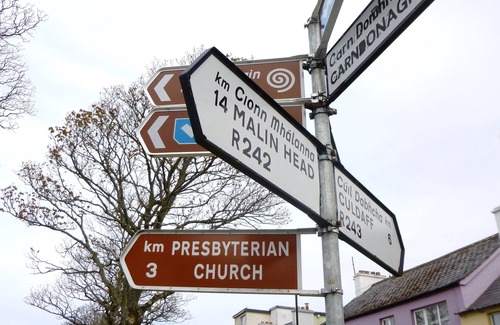 Carn Domhnach
CARNDONAGH
km Cionn Mhálanna
14 MALIN HEAD
R242
Cúil Dabhcha km
CULDAFF 6
R243
km PRESBYTERIAN
3 CHURCH